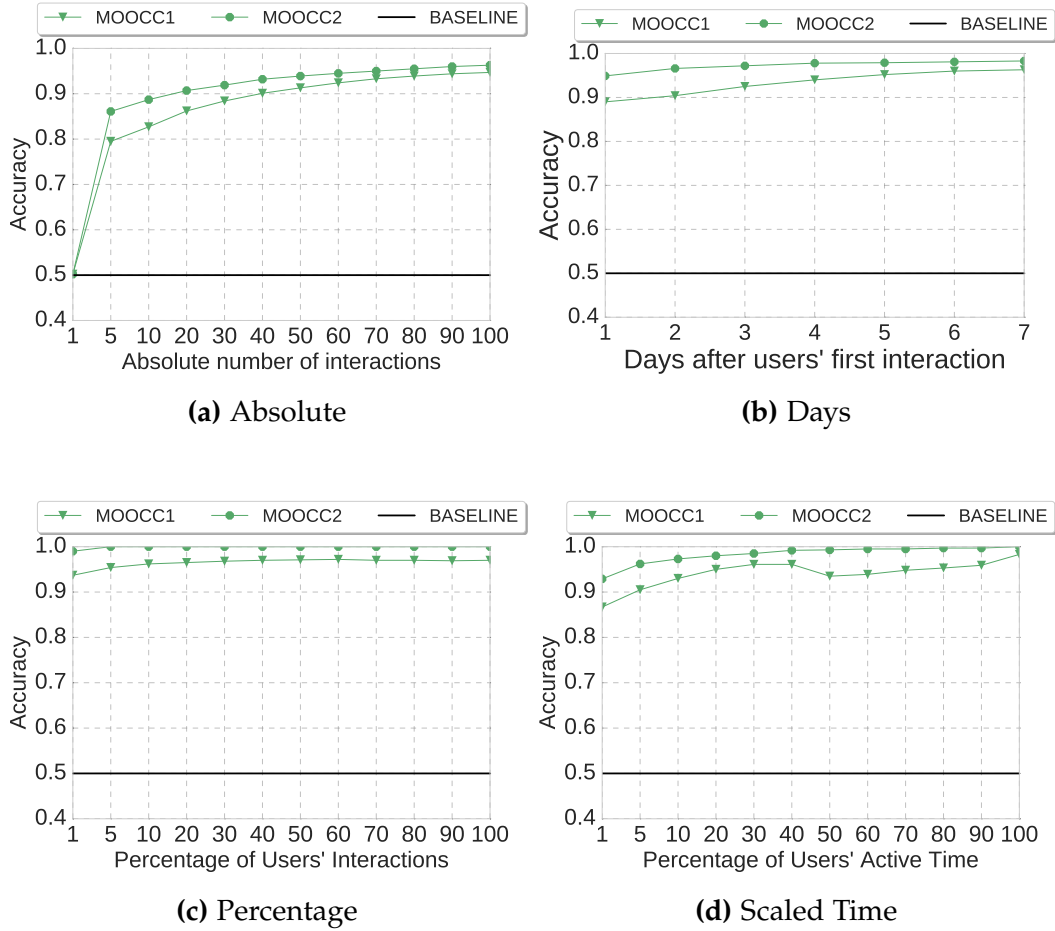 MOOCC1 MOOCC2 BASELINE
1.0
0.9
0.8
0.7
0.6
0.5
0.4
Accuracy
1 5 10 20 30 40 50 60 70 80 90 100
Absolute number of interactions
(a) Absolute
MOOCC1 MOOCC2 BASELINE
1.0
0.9
0.8
0.7
0.6
0.5
0.4
Accuracy
1 2 3 4 5 6 7
Days after users' first interaction
(b) Days
MOOCC1 MOOCC2 BASELINE
1.0
0.9
0.8
0.7
0.6
0.5
0.4
Accuracy
1 5 10 20 30 40 50 60 70 80 90 100
Percentage of Users' Interactions
(c) Percentage
MOOCC1 MOOCC2 BASELINE
1.0
0.9
0.8
0.7
0.6
0.5
0.4
Accuracy
1 5 10 20 30 40 50 60 70 80 90 100
Percentage of Users' Active Time
(d) Scaled Time